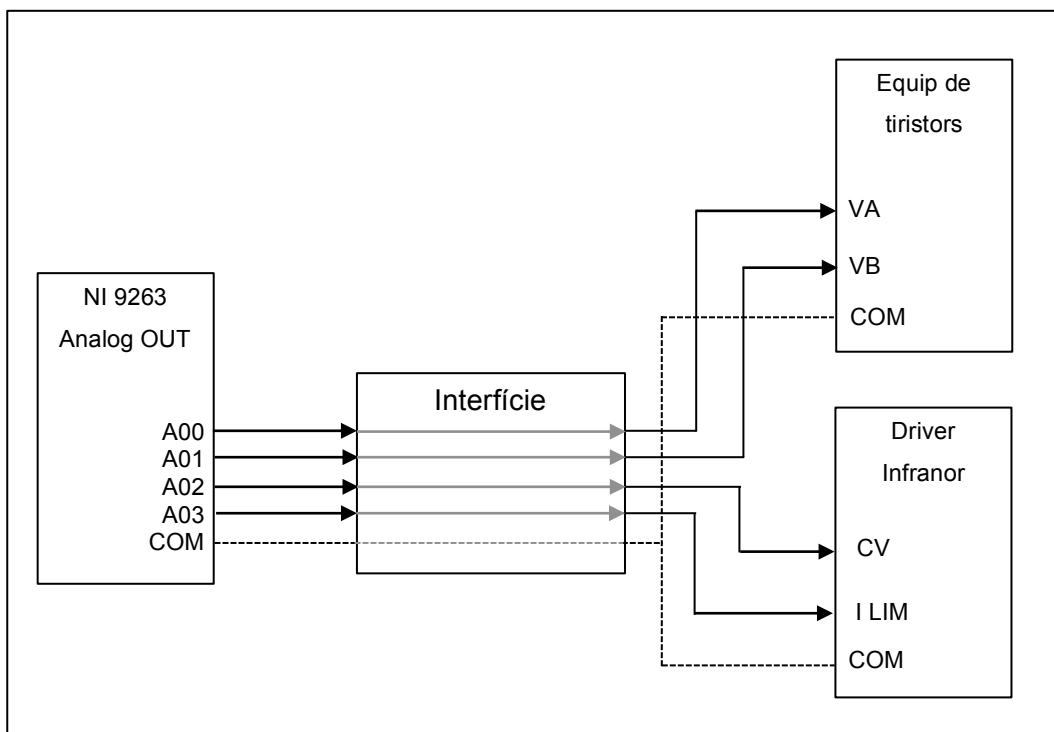 Equip de
tiristors
VA
VB
COM
NI 9263
Analog OUT
A00
A01
A02
A03
COM
Interfície
Driver
Infranor
CV
I LIM
COM